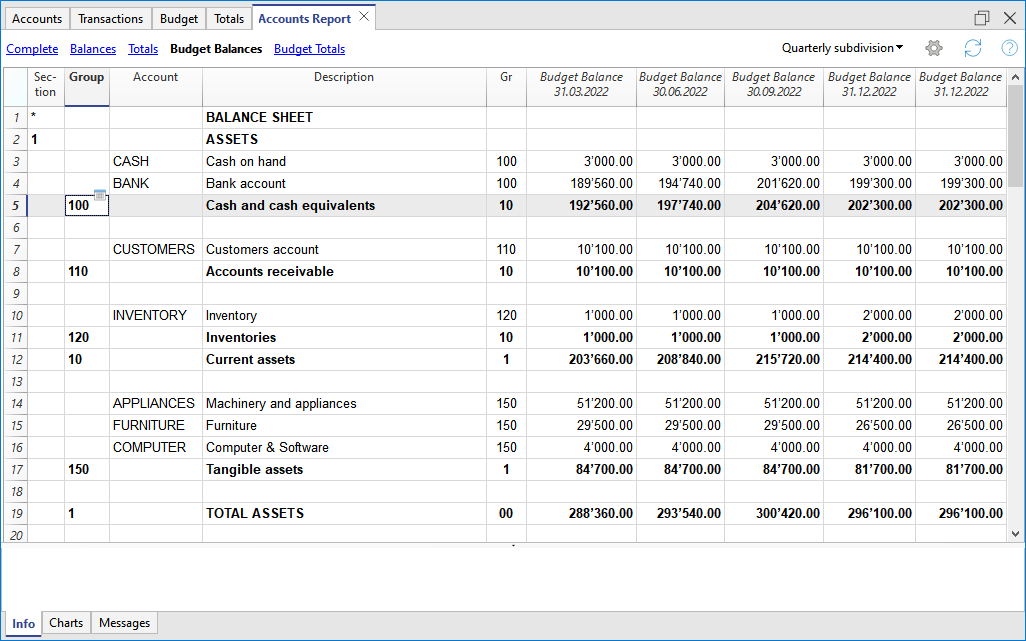 Accounts Transactions Budget Totals Accounts Report
Complete Balances Totals Budget Balances Budget Totals Quarterly subdivision
Sec-tion Group Account Description Gr Budget Balance 31.03.2022 Budget Balance 30.06.2022 Budget Balance 30.09.2022 Budget Balance 31.12.2022 Budget Balance 31.12.2022
1 * BALANCE SHEET
2 1 ASSETS
3 CASH Cash on hand 100 3’000.00 3’000.00 3’000.00 3’000.00 3’000.00
4 BANK Bank account 100 189’560.00 194’740.00 201’620.00 199’300.00 199’300.00
5 100 Cash and cash equivalents 10 192’560.00 197’740.00 204’620.00 202’300.00 202’300.00
6
7 CUSTOMERS Customers account 110 10’100.00 10’100.00 10’100.00 10’100.00 10’100.00
8 110 Accounts receivable 10 10’100.00 10’100.00 10’100.00 10’100.00 10’100.00
9
10 INVENTORY Inventory 120 1’000.00 1’000.00 1’000.00 2’000.00 2’000.00
11 120 Inventories 10 1’000.00 1’000.00 1’000.00 2’000.00 2’000.00
12 10 Current assets 1 203’660.00 208’840.00 215’720.00 214’400.00 214’400.00
13
14 APPLIANCES Machinery and appliances 150 51’200.00 51’200.00 51’200.00 51’200.00 51’200.00
15 FURNITURE Furniture 150 29’500.00 29’500.00 29’500.00 26’500.00 26’500.00
16 COMPUTER Computer & Software 150 4’000.00 4’000.00 4’000.00 4’000.00 4’000.00
17 150 Tangible assets 1 84’700.00 84’700.00 84’700.00 81’700.00 81’700.00
18
19 1 TOTAL ASSETS 00 288’360.00 293’540.00 300’420.00 296’100.00 296’100.00
20
Info Charts Messages